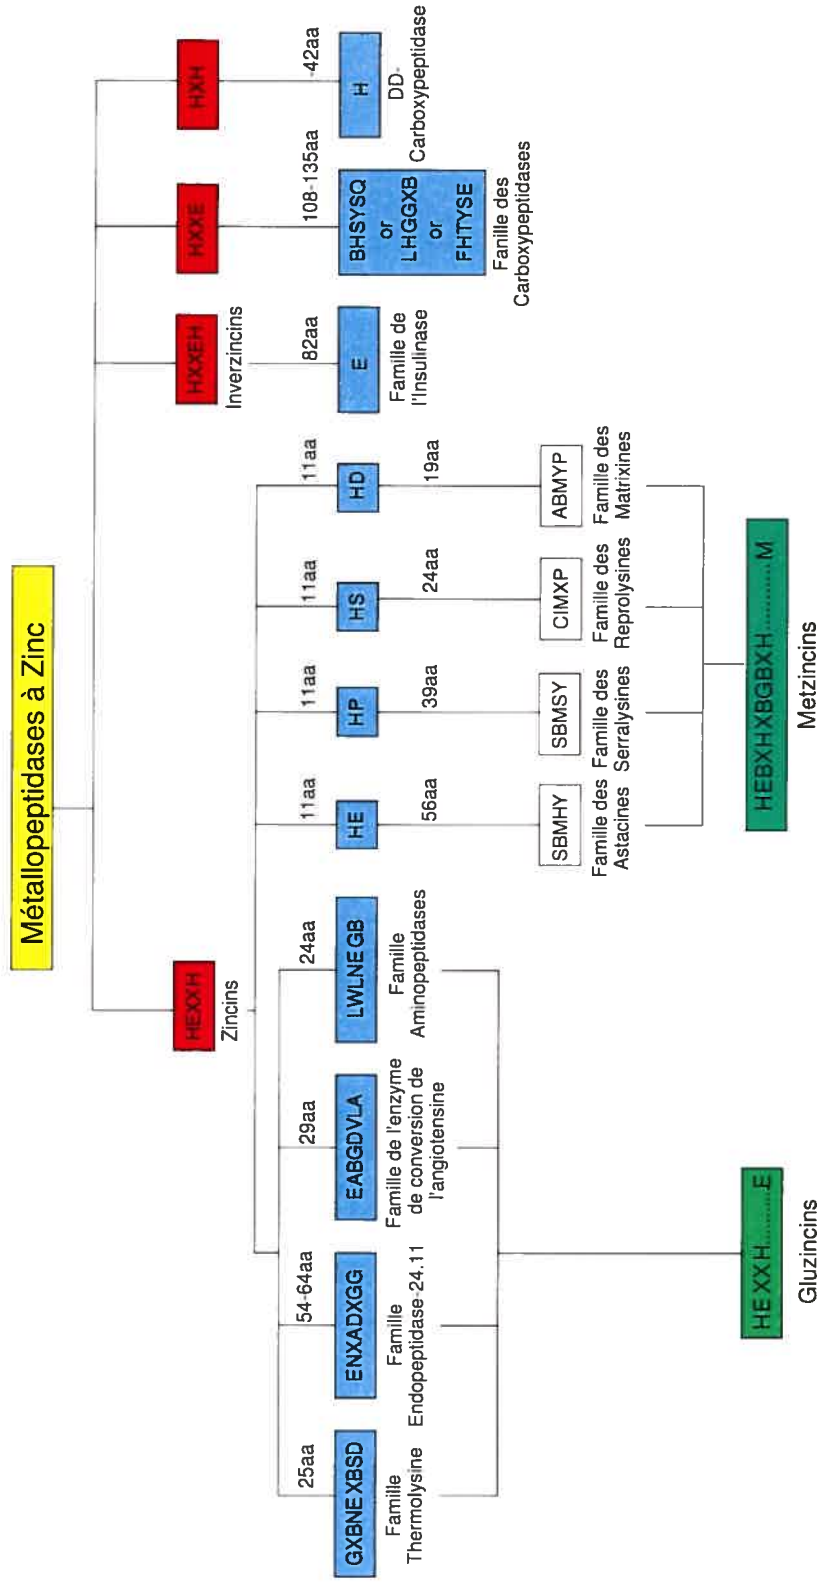 Métallopeptidases à Zinc
HEXXH
Zincins
HXXEH
Inverzincins
HXXE
HXH
25aa
54-64aa
29aa
24aa
11aa
11aa
11aa
11aa
82aa
108-135aa
-42aa
GXBNEXBSD
Famille
Thermolysine
ENXADXGG
Famille
Endopeptidase-24.11
EABGDVLA
Famille de l'enzyme
de conversion de
l'angiotensine
LWLNEGB
Famille
Aminopeptidases
HE
HP
HS
HD
E
Famille de
l'Insulinase
BHSYSQ
or
LHGGXB
or
FHTYSE
Fanille des
Carboxypeptidases
H
DD-
Carboxypeptidase
56aa
39aa
24aa
19aa
SBMHY
Famille des
Astacines
SBMSY
Famille des
Serralysines
CIMXP
Famille des
Reprolysines
ABMYP
Famille des
Matrixines
HEXXH.........E
Gluzincins
HEBXHXBGBXH............M
Metzincins